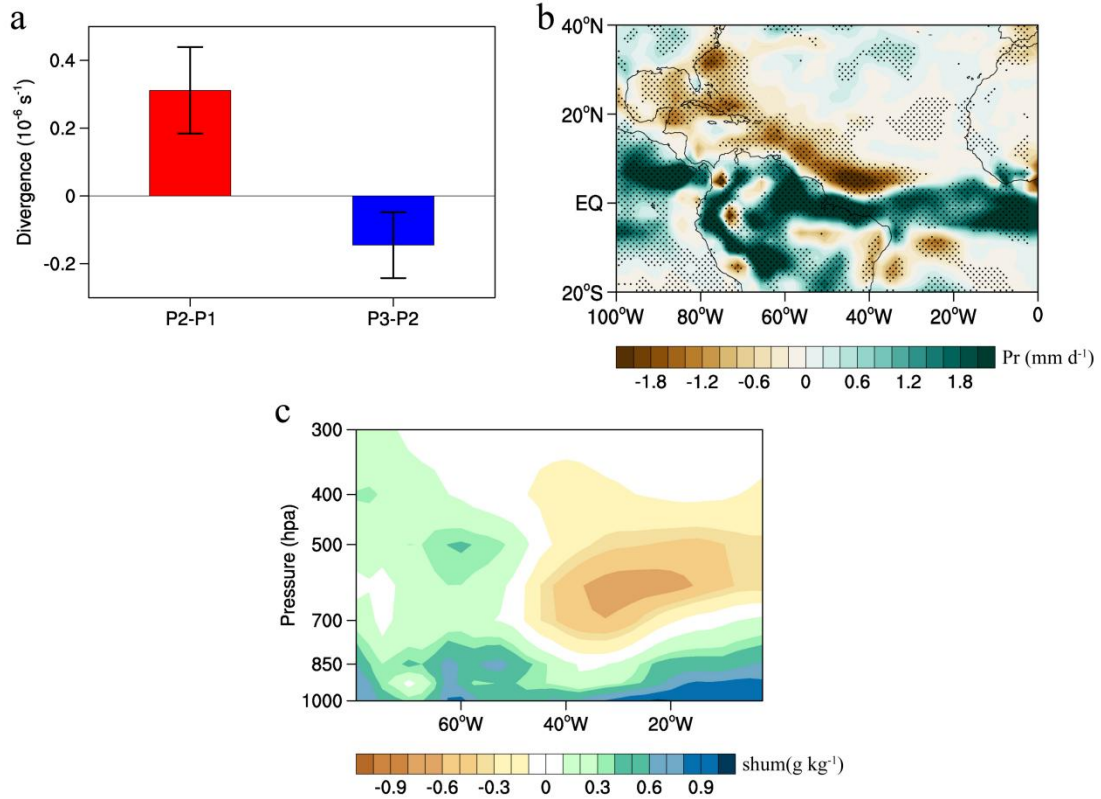 a
Divergence (10⁻⁶ s⁻¹)
0.4
0.2
0
-0.2
P2-P1
P3-P2
b
40°N
20°N
EQ
20°S
100°W 80°W 60°W 40°W 20°W 0
-1.8 -1.2 -0.6 0 0.6 1.2 1.8
Pr (mm d⁻¹)
c
Pressure (hpa)
300
400
500
700
850
1000
60°W 40°W 20°W
-0.9 -0.6 -0.3 0 0.3 0.6 0.9
shum(g kg⁻¹)